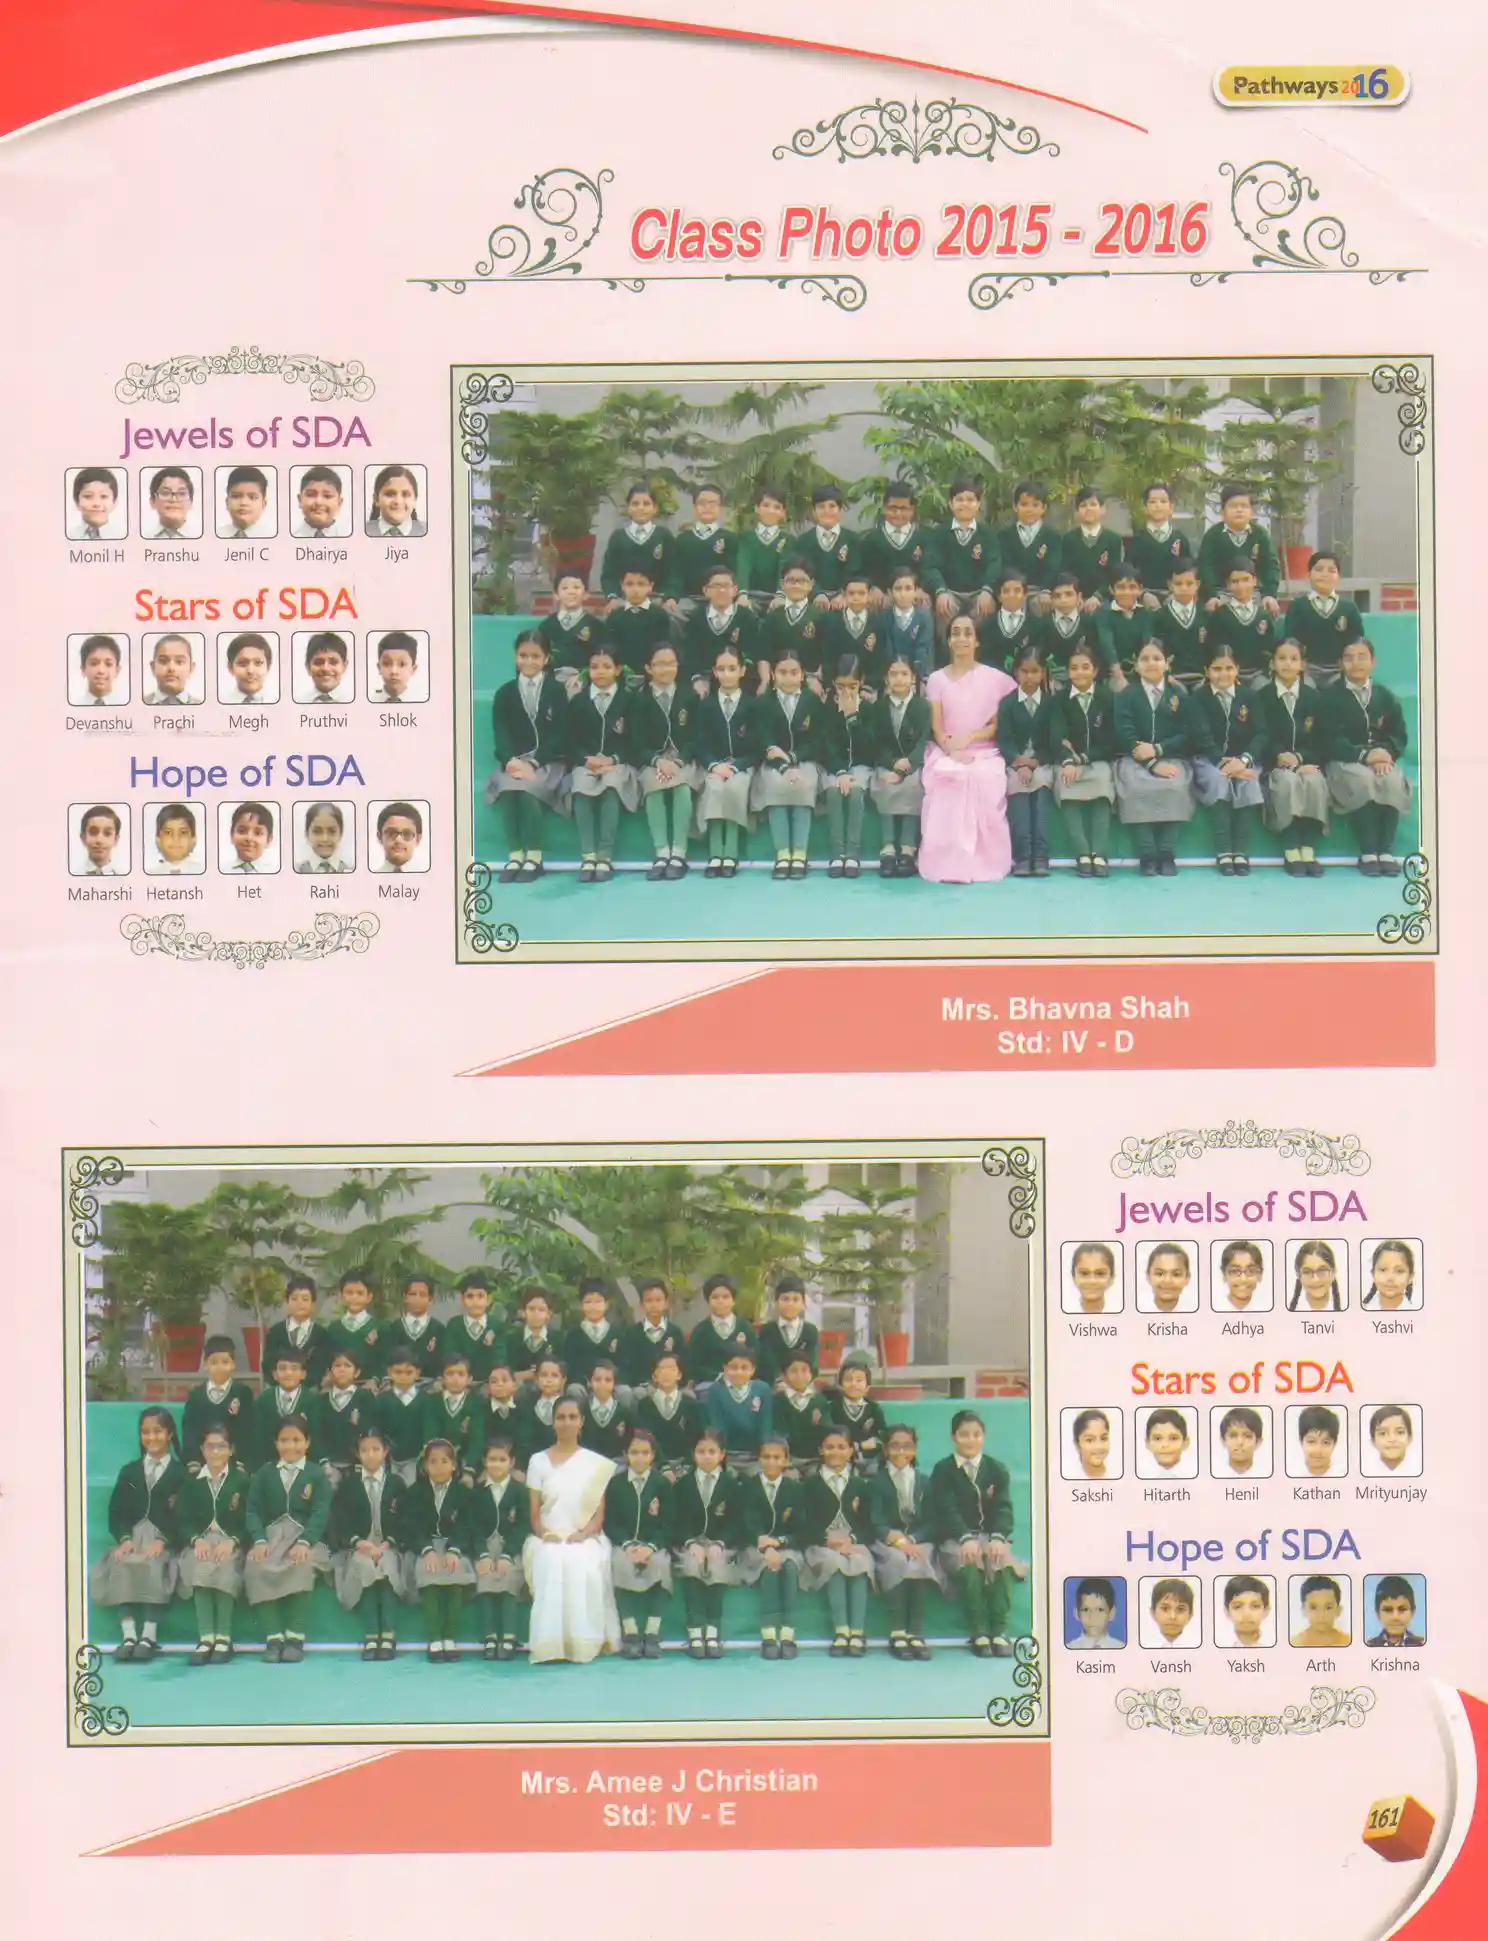 Pathways 2016
Class Photo 2015 - 2016
Jewels of SDA
Monil H Pranshu Jenil C Dhairya Jiya
Stars of SDA
Devanshu Prachi Megh Pruthvi Shlok
Hope of SDA
Maharshi Hetansh Het Rahi Malay
Mrs. Bhavna Shah
Std: IV - D
Jewels of SDA
Vishwa Krisha Adhya Tanvi Yashvi
Stars of SDA
Sakshi Hitarth Henil Kathan Mrityunjay
Hope of SDA
Kasim Vansh Yaksh Arth Krishna
Mrs. Amee J Christian
Std: IV - E
161